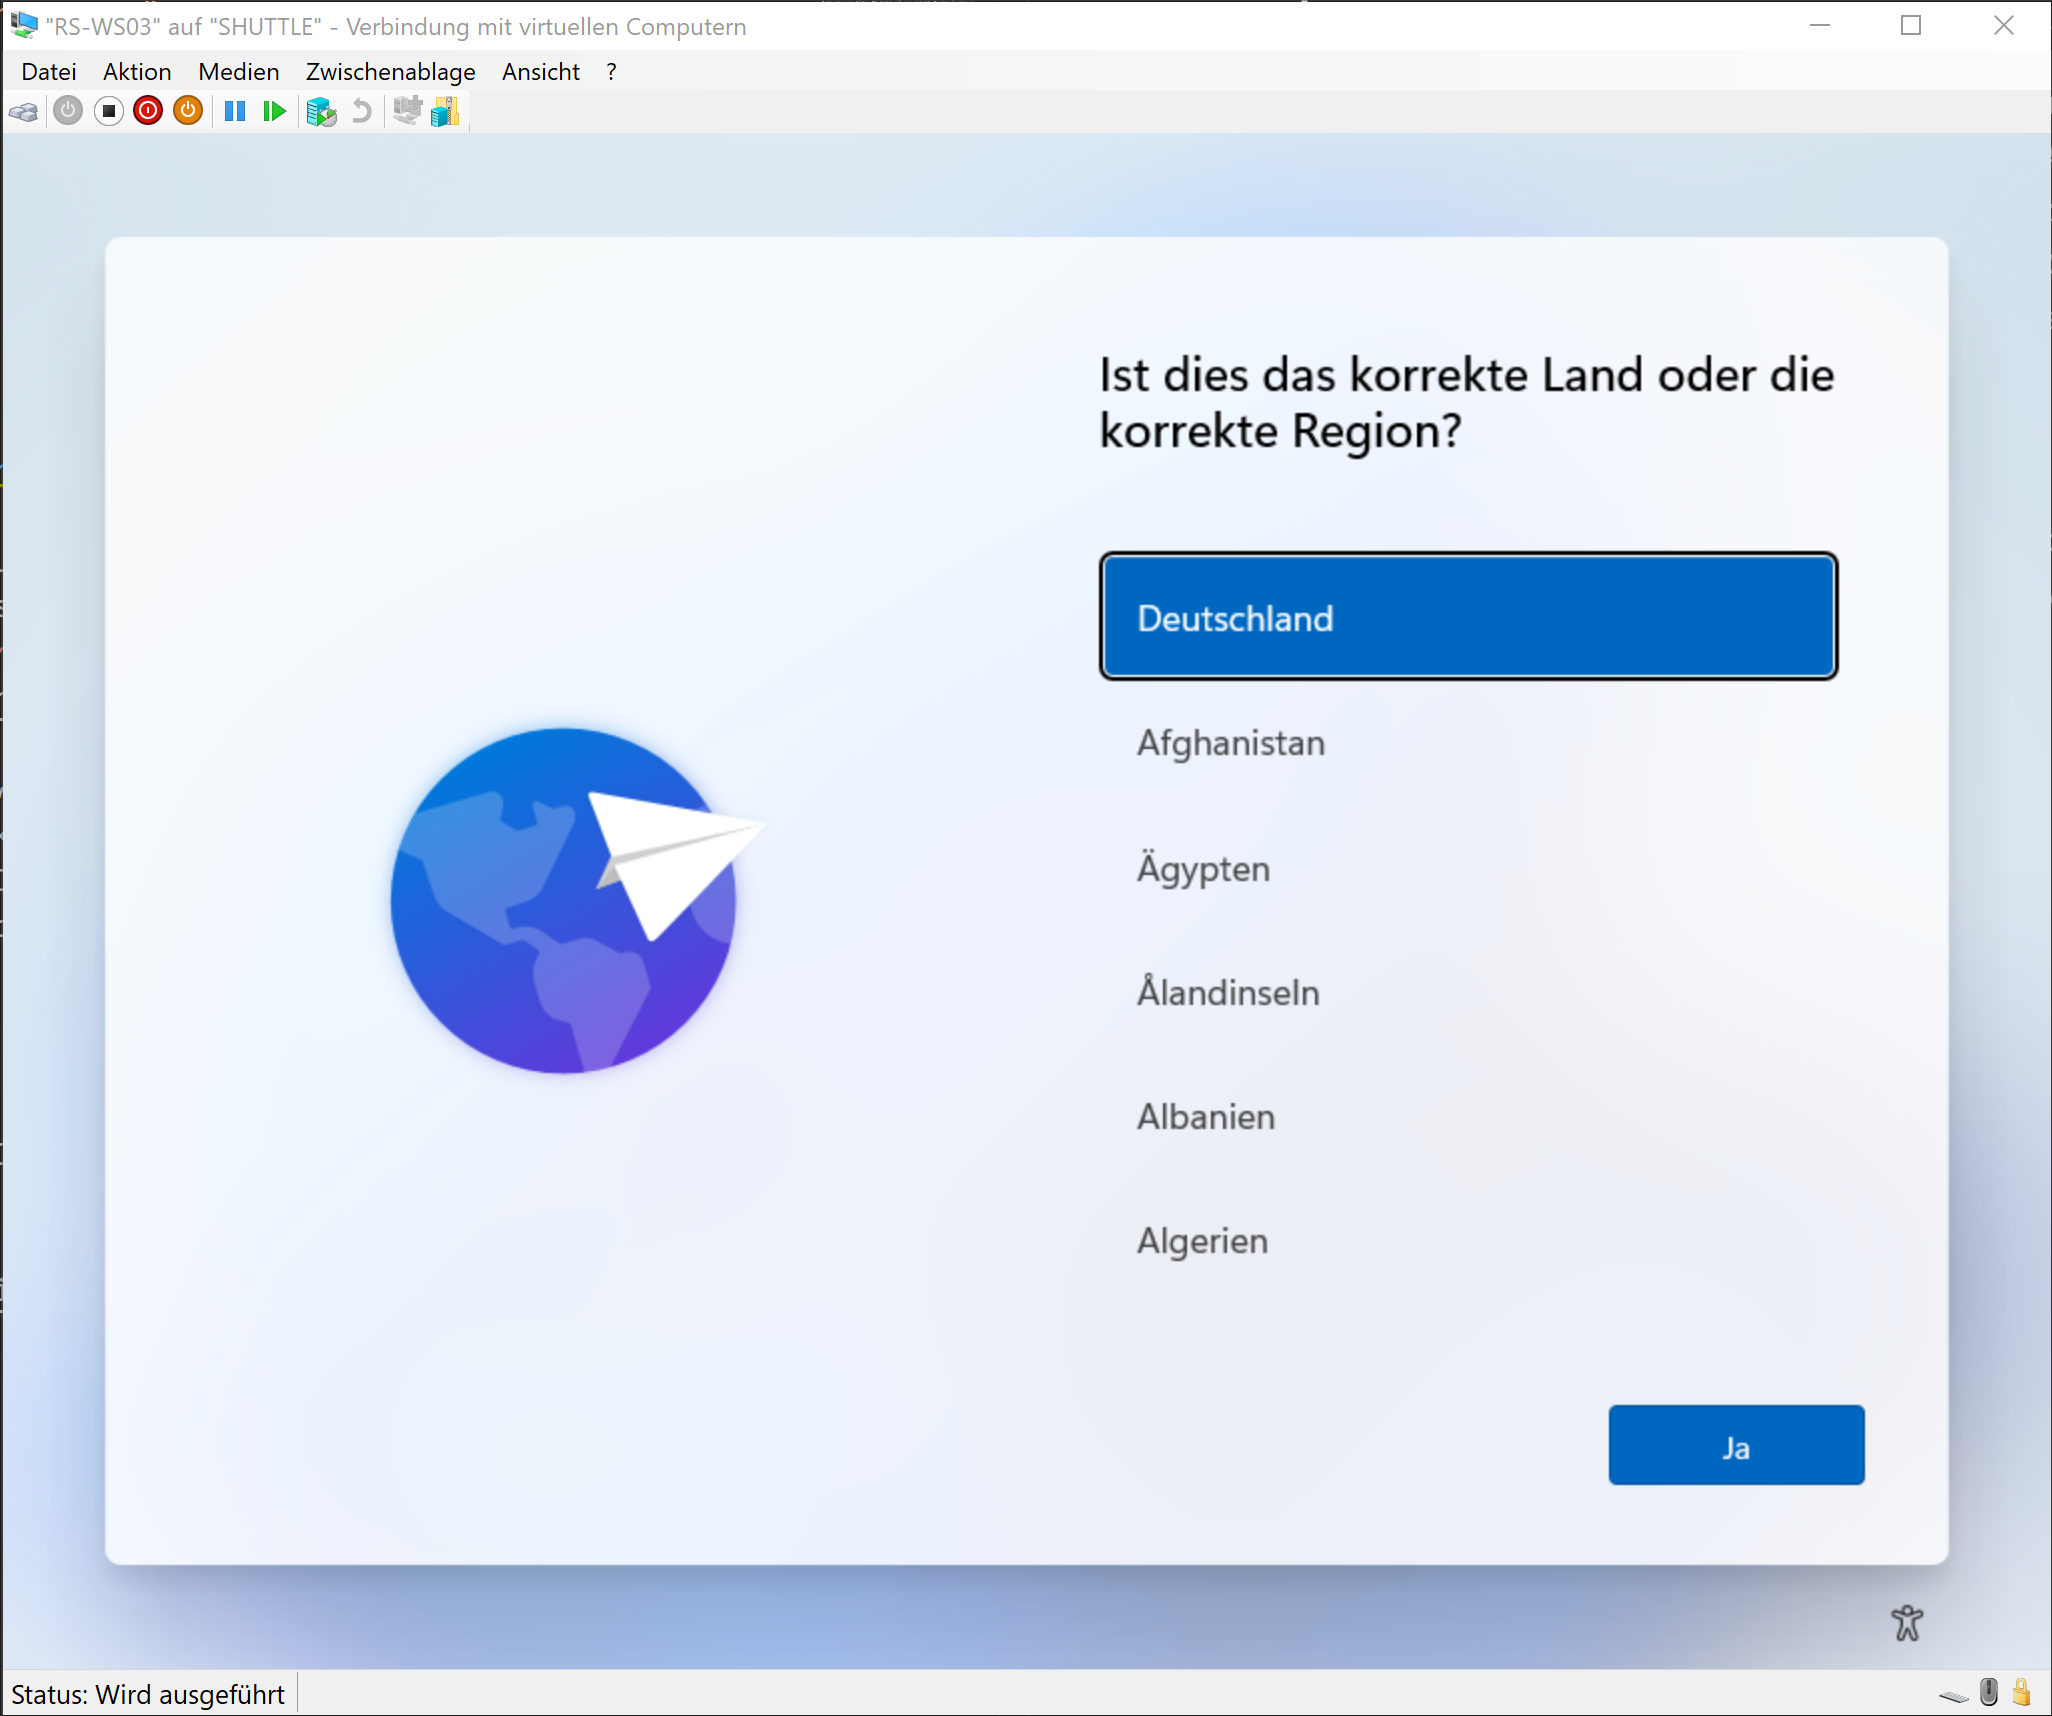 "RS-WS03" auf "SHUTTLE" - Verbindung mit virtuellen Computern
Datei Aktion Medien Zwischenablage Ansicht ?
Ist dies das korrekte Land oder die
korrekte Region?
Deutschland
Afghanistan
Ägypten
Ålandinseln
Albanien
Algerien
Ja
Status: Wird ausgeführt